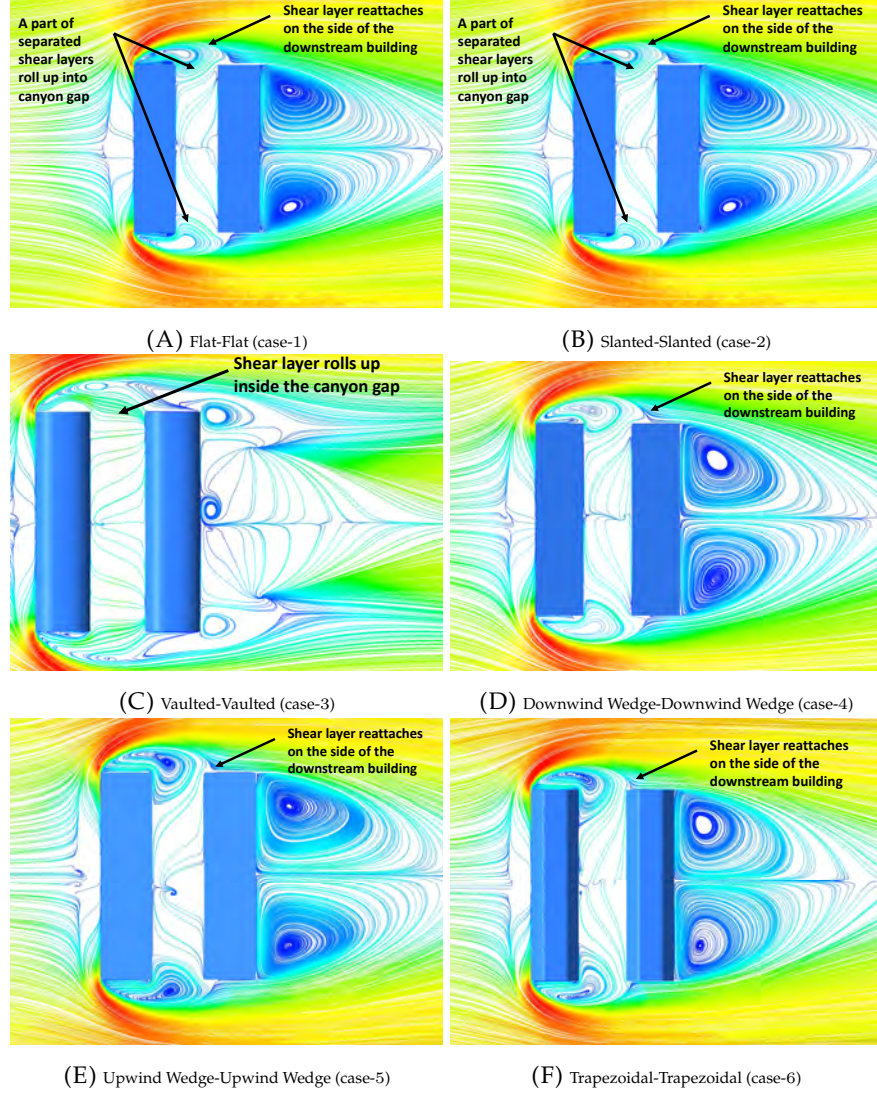 A part of
separated
shear layers
roll up into
canyon gap
Shear layer reattaches
on the side of the
downstream building
A part of
separated
shear layers
roll up into
canyon gap
Shear layer reattaches
on the side of the
downstream building
(A) Flat-Flat (case-1)
(B) Slanted-Slanted (case-2)
Shear layer rolls up
inside the canyon gap
Shear layer reattaches
on the side of the
downstream building
(C) Vaulted-Vaulted (case-3)
(D) Downwind Wedge-Downwind Wedge (case-4)
Shear layer reattaches
on the side of the
downstream building
Shear layer reattaches
on the side of the
downstream building
(E) Upwind Wedge-Upwind Wedge (case-5)
(F) Trapezoidal-Trapezoidal (case-6)